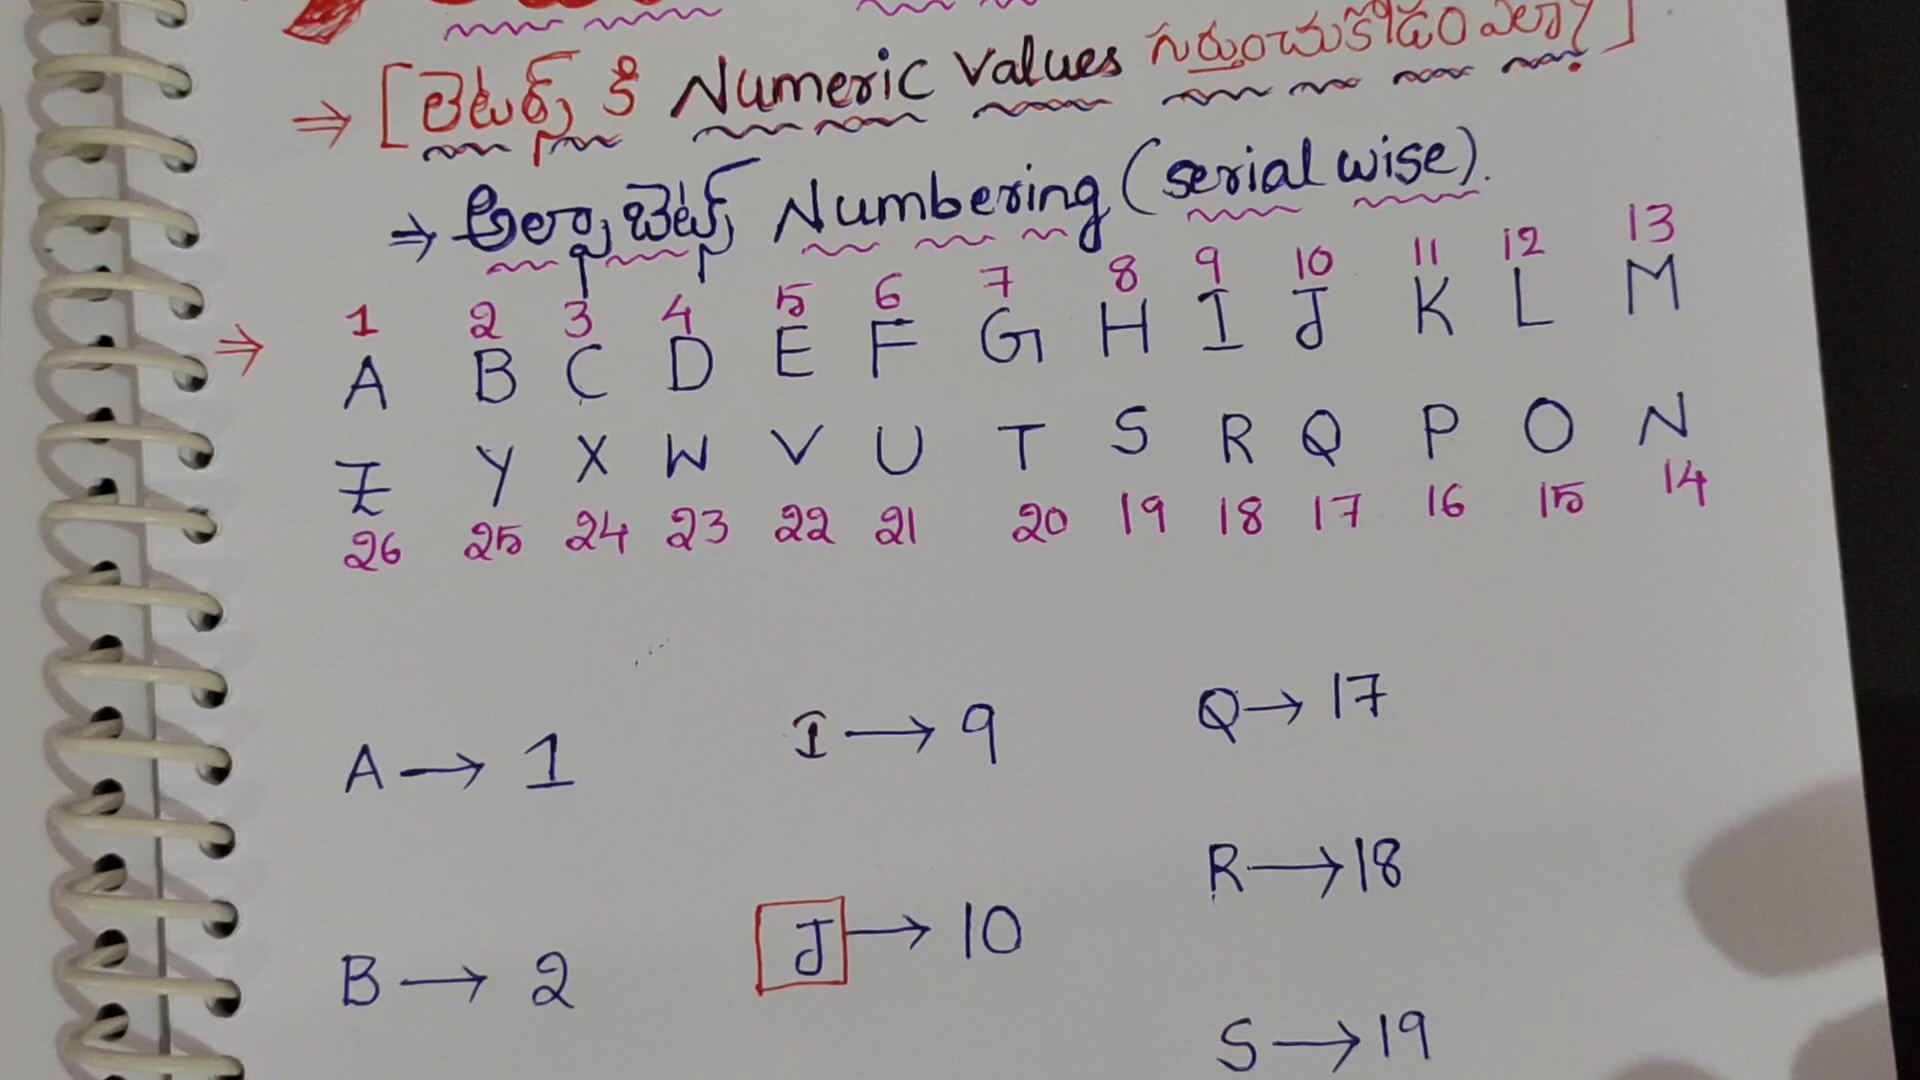 ⇒ [లెటర్స్ కి Numeric Values గుర్తుంచుకోడం ఎలా?]
⇒ అల్ఫాబెట్స్ Numbering (serial wise).
1 2 3 4 5 6 7 8 9 10 11 12 13
⇒ A B C D E F G H I J K L M
Z Y X W V U T S R Q P O N
26 25 24 23 22 21 20 19 18 17 16 15 14
A → 1 I → 9 Q → 17
R → 18
B → 2 J → 10
S → 19